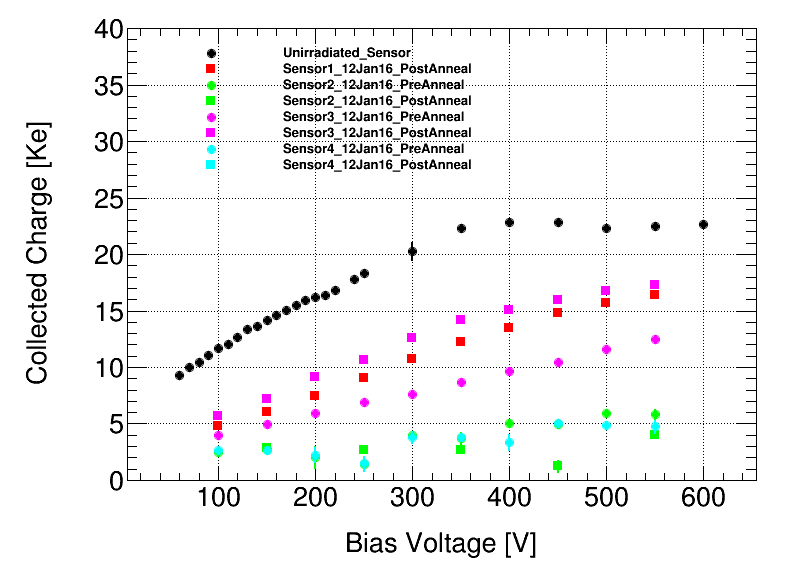 40
35
30
25
20
15
10
5
0
Collected Charge [Ke]
Unirradiated_Sensor
Sensor1_12Jan16_PostAnneal
Sensor2_12Jan16_PreAnneal
Sensor2_12Jan16_PostAnneal
Sensor3_12Jan16_PreAnneal
Sensor3_12Jan16_PostAnneal
Sensor4_12Jan16_PreAnneal
Sensor4_12Jan16_PostAnneal
100 200 300 400 500 600
Bias Voltage [V]